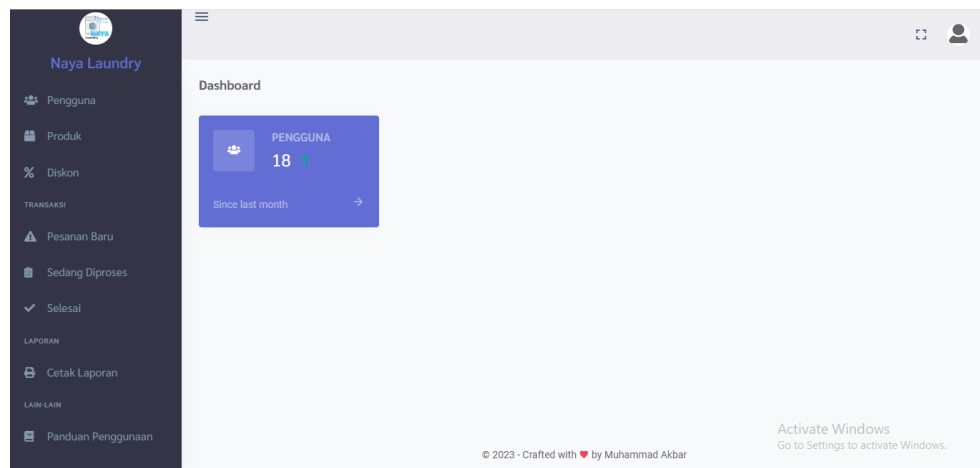 NAYA
Naya Laundry
Pengguna
Produk
Diskon
TRANSAKSI
Pesanan Baru
Sedang Diproses
Selesai
LAPORAN
Cetak Laporan
LAIN-LAIN
Panduan Penggunaan
Dashboard
PENGGUNA
18
Since last month
© 2023 - Crafted with ❤ by Muhammad Akbar
Activate Windows
Go to Settings to activate Windows.